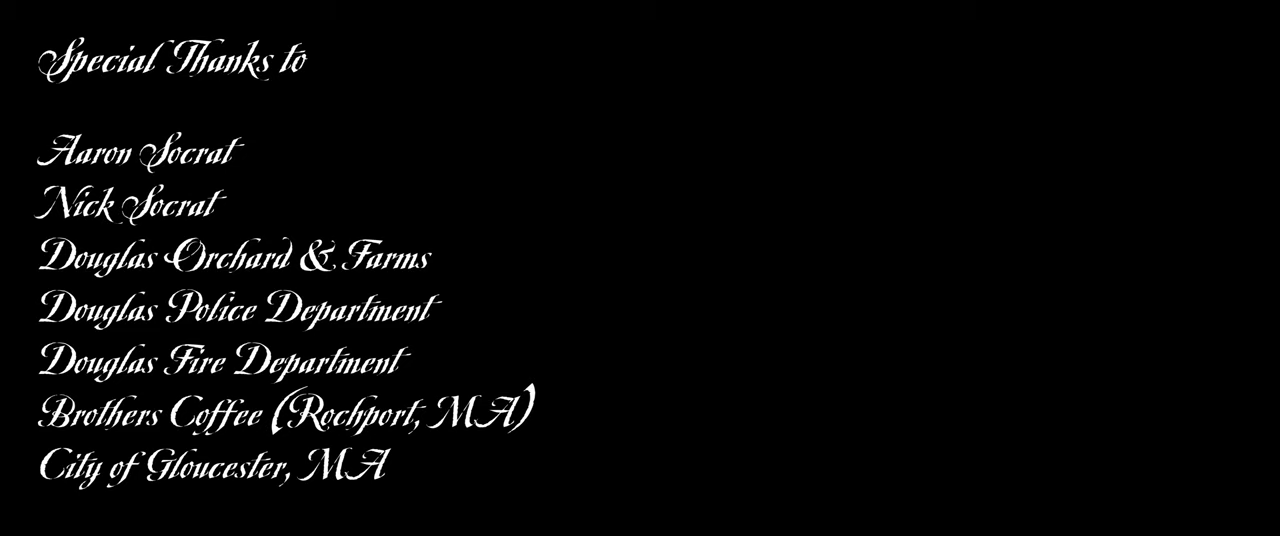 Special Thanks to
Aaron Socrat
Nick Socrat
Douglas Orchard & Farms
Douglas Police Department
Douglas Fire Department
Brothers Coffee (Rochport, MA)
City of Gloucester, MA